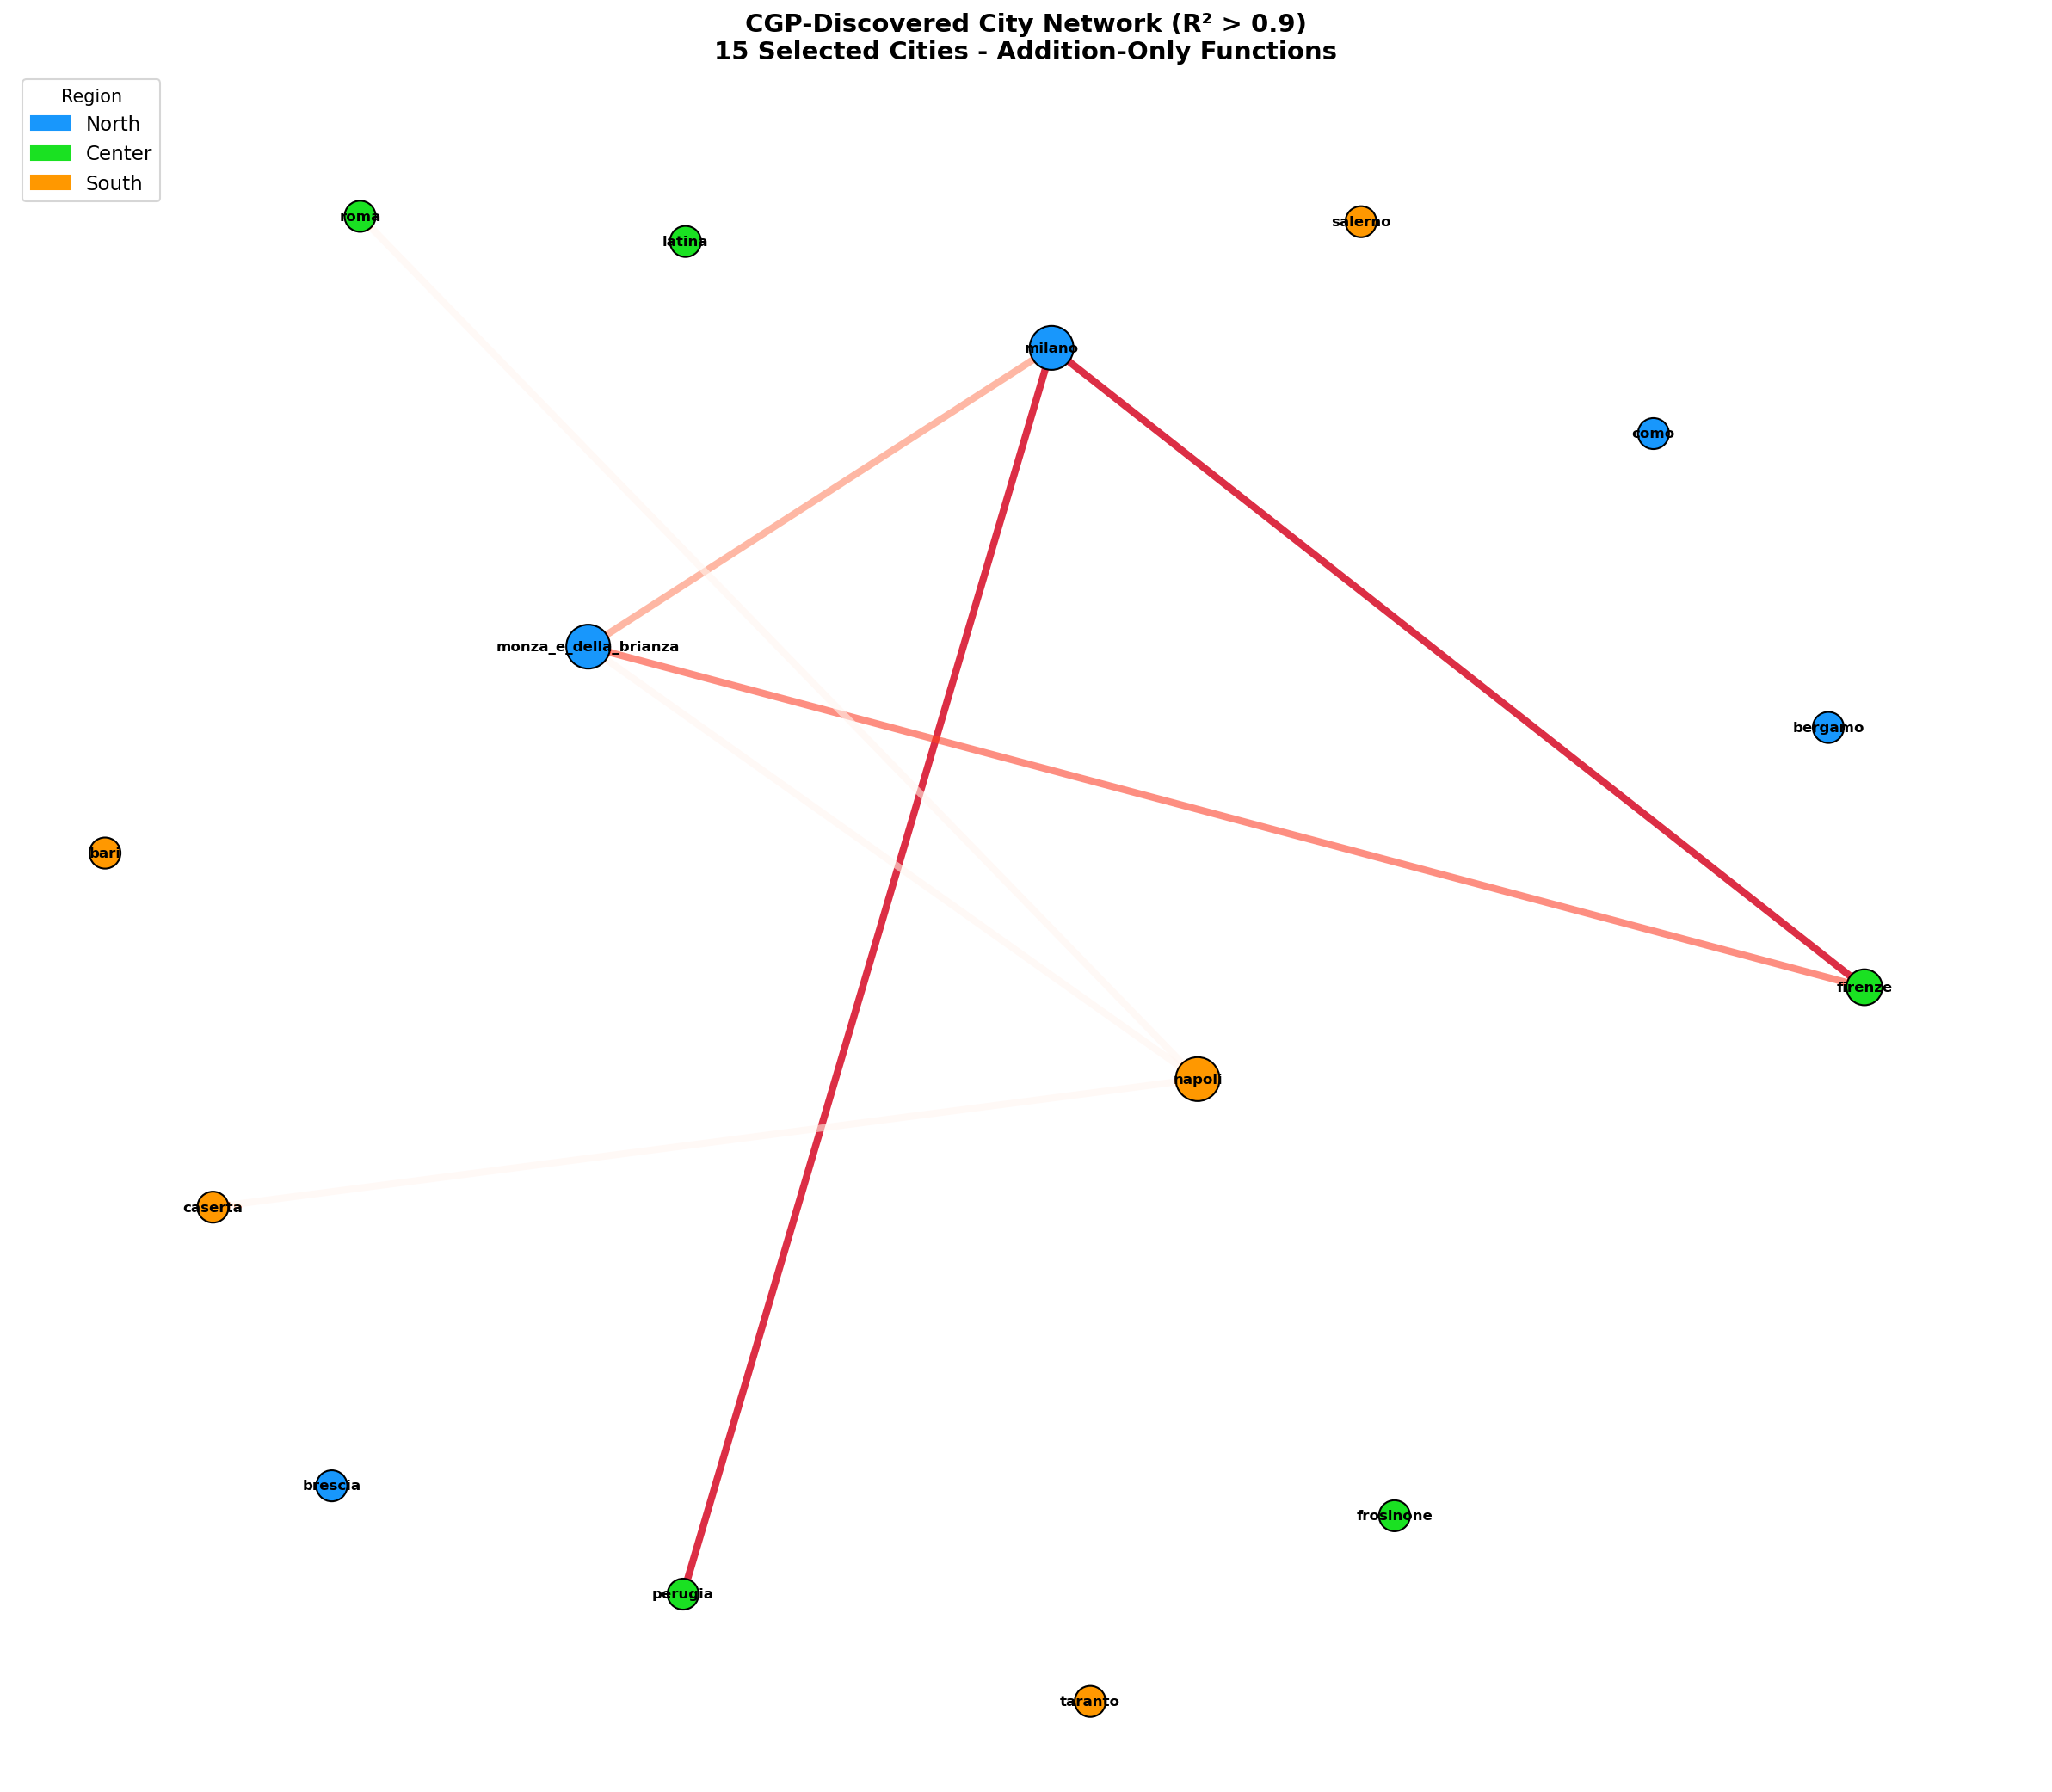 CGP-Discovered City Network (R² > 0.9)
15 Selected Cities - Addition-Only Functions
Region
North
Center
South
roma
salerno
latina
milano
como
monza_e_della_brianza
bergamo
bari
firenze
napoli
caserta
brescia
frosinone
perugia
taranto